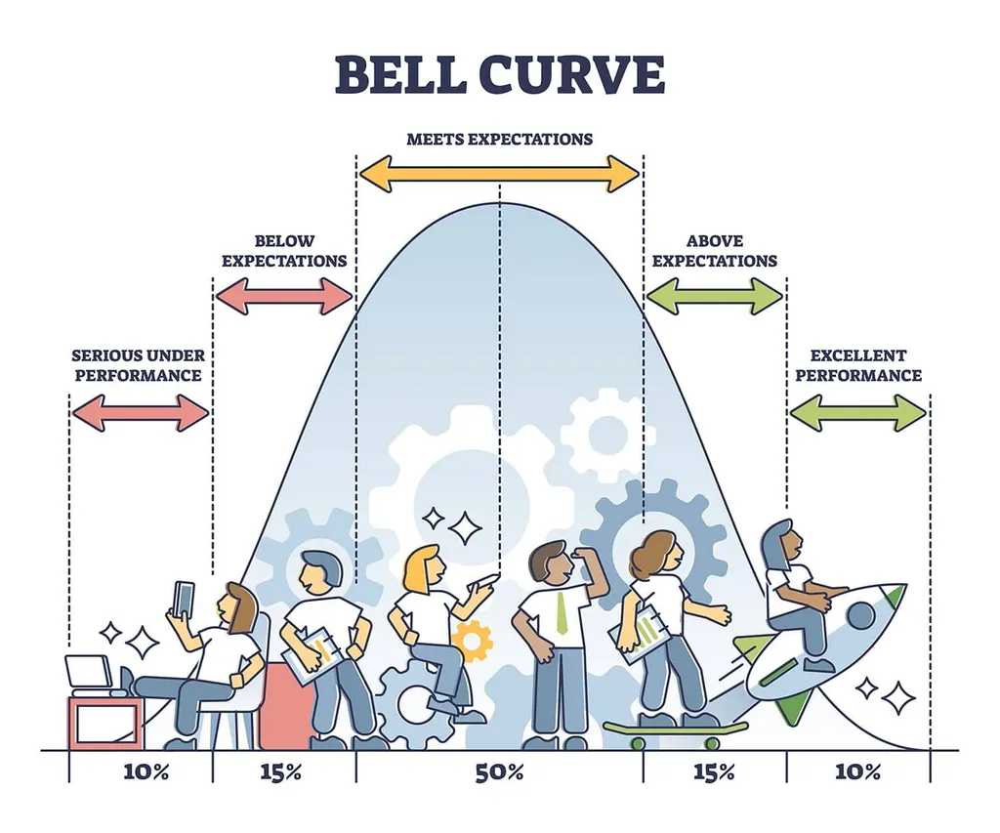 BELL CURVE
MEETS EXPECTATIONS
BELOW
EXPECTATIONS
ABOVE
EXPECTATIONS
SERIOUS UNDER
PERFORMANCE
EXCELLENT
PERFORMANCE
10% 15% 50% 15% 10%